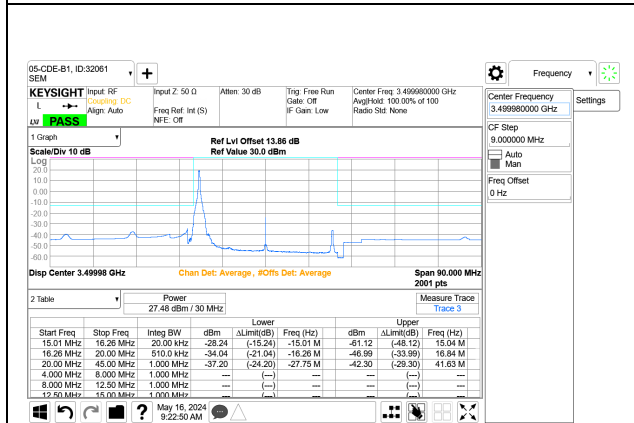 05-CDE-B1, ID:32061
SEM
Frequency
KEYSIGHT
L
LXI PASS
Input: RF
Coupling: DC
Align: Auto
Input Z: 50 Ω
Freq Ref: Int (S)
NFE: Off
Atten: 30 dB
Trig: Free Run
Gate: Off
IF Gain: Low
Center Freq: 3.499980000 GHz
Avg|Hold: 100.00% of 100
Radio Std: None
Center Frequency
3.499980000 GHz
Settings
CF Step
9.000000 MHz
Auto
Man
Freq Offset
0 Hz
1 Graph
Scale/Div 10 dB
Ref Lvl Offset 13.86 dB
Ref Value 30.0 dBm
Log
20.0
10.0
0.00
-10.0
-20.0
-30.0
-40.0
-50.0
-60.0
Disp Center 3.49998 GHz
Chan Det: Average, #Offs Det: Average
Span 90.000 MHz
2001 pts
2 Table
Power
27.48 dBm / 30 MHz
Measure Trace
Trace 3
Lower Upper
Start Freq Stop Freq Integ BW dBm ΔLimit(dB) Freq (Hz) dBm ΔLimit(dB) Freq (Hz)
15.01 MHz 16.26 MHz 20.00 kHz -28.24 (-15.24) -15.01 M -61.12 (-48.12) 15.04 M
16.26 MHz 20.00 MHz 510.0 kHz -34.04 (-21.04) -16.26 M -46.99 (-33.99) 16.84 M
20.00 MHz 45.00 MHz 1.000 MHz -37.20 (-24.20) -27.75 M -42.30 (-29.30) 41.63 M
4.000 MHz 8.000 MHz 1.000 MHz --- (---) --- (---)
8.000 MHz 12.50 MHz 1.000 MHz --- (---) --- (---)
12.50 MHz 15.00 MHz 1.000 MHz --- (---) --- (---)
?
May 16, 2024
9:22:50 AM